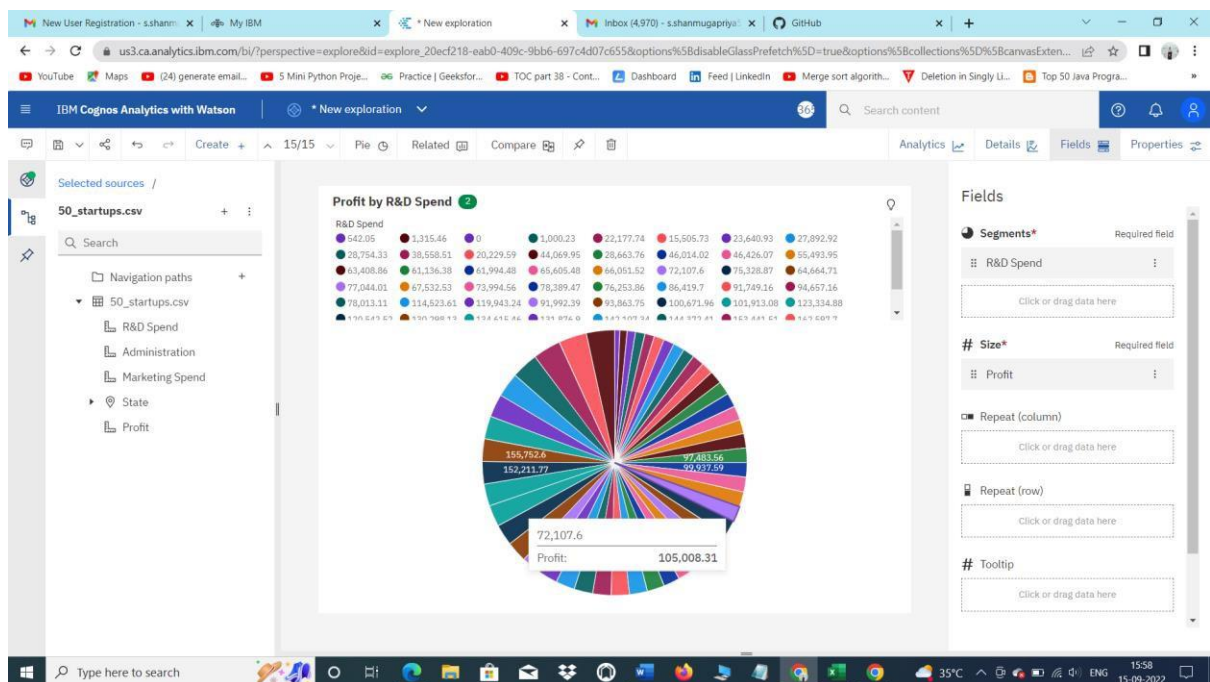 New User Registration - s.shanm
My IBM
* New exploration
Inbox (4,970) - s.shanmugapriya
GitHub
us3.ca.analytics.ibm.com/bi/?perspective=explore&id=explore_20ecf218-eab0-409c-9bb6-697c4d07c655&options%5BdisableGlassPrefetch%5D=true&options%5Bcollections%5D%5BcanvasExten...
YouTube Maps (24) generate email... 5 Mini Python Proje... Practice | Geeksfor... TOC part 38 - Cont... Dashboard Feed | LinkedIn Merge sort algorith... Deletion in Singly Li... Top 50 Java Progra... »
IBM Cognos Analytics with Watson * New exploration Search content
Create + 15/15 Pie Related Compare Analytics Details Fields Properties
Selected sources /
50_startups.csv
Search
Navigation paths +
50_startups.csv
R&D Spend
Administration
Marketing Spend
State
Profit
Profit by R&D Spend 2
R&D Spend
542.05 1,315.46 0 1,000.23 22,177.74 15,505.73 23,640.93 27,892.92
28,754.33 38,558.51 20,229.59 44,069.95 28,663.76 46,014.02 46,426.07 55,493.95
63,408.86 61,136.38 61,994.48 65,605.48 66,051.52 72,107.6 75,328.87 64,664.71
77,044.01 67,532.53 73,994.56 78,389.47 76,253.86 86,419.7 91,749.16 94,657.16
78,013.11 114,523.61 119,943.24 91,992.39 93,863.75 100,671.96 101,913.08 123,334.88
155,752.6
97,483.56
152,211.77
99,937.59
72,107.6
Profit: 105,008.31
Fields
Segments* Required field
R&D Spend
Click or drag data here
# Size* Required field
Profit
Repeat (column)
Click or drag data here
Repeat (row)
Click or drag data here
# Tooltip
Click or drag data here
Type here to search
35°C ENG
15:58
15-09-2022